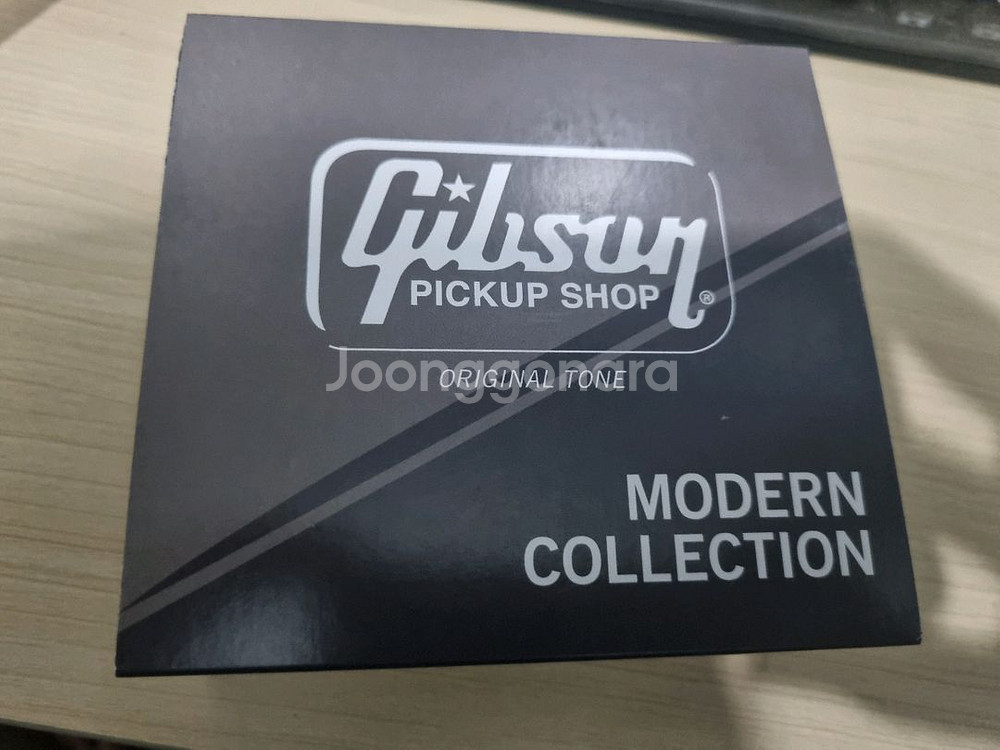 Gibson
PICKUP SHOP ®
Joonggonara
ORIGINAL TONE
MODERN
COLLECTION